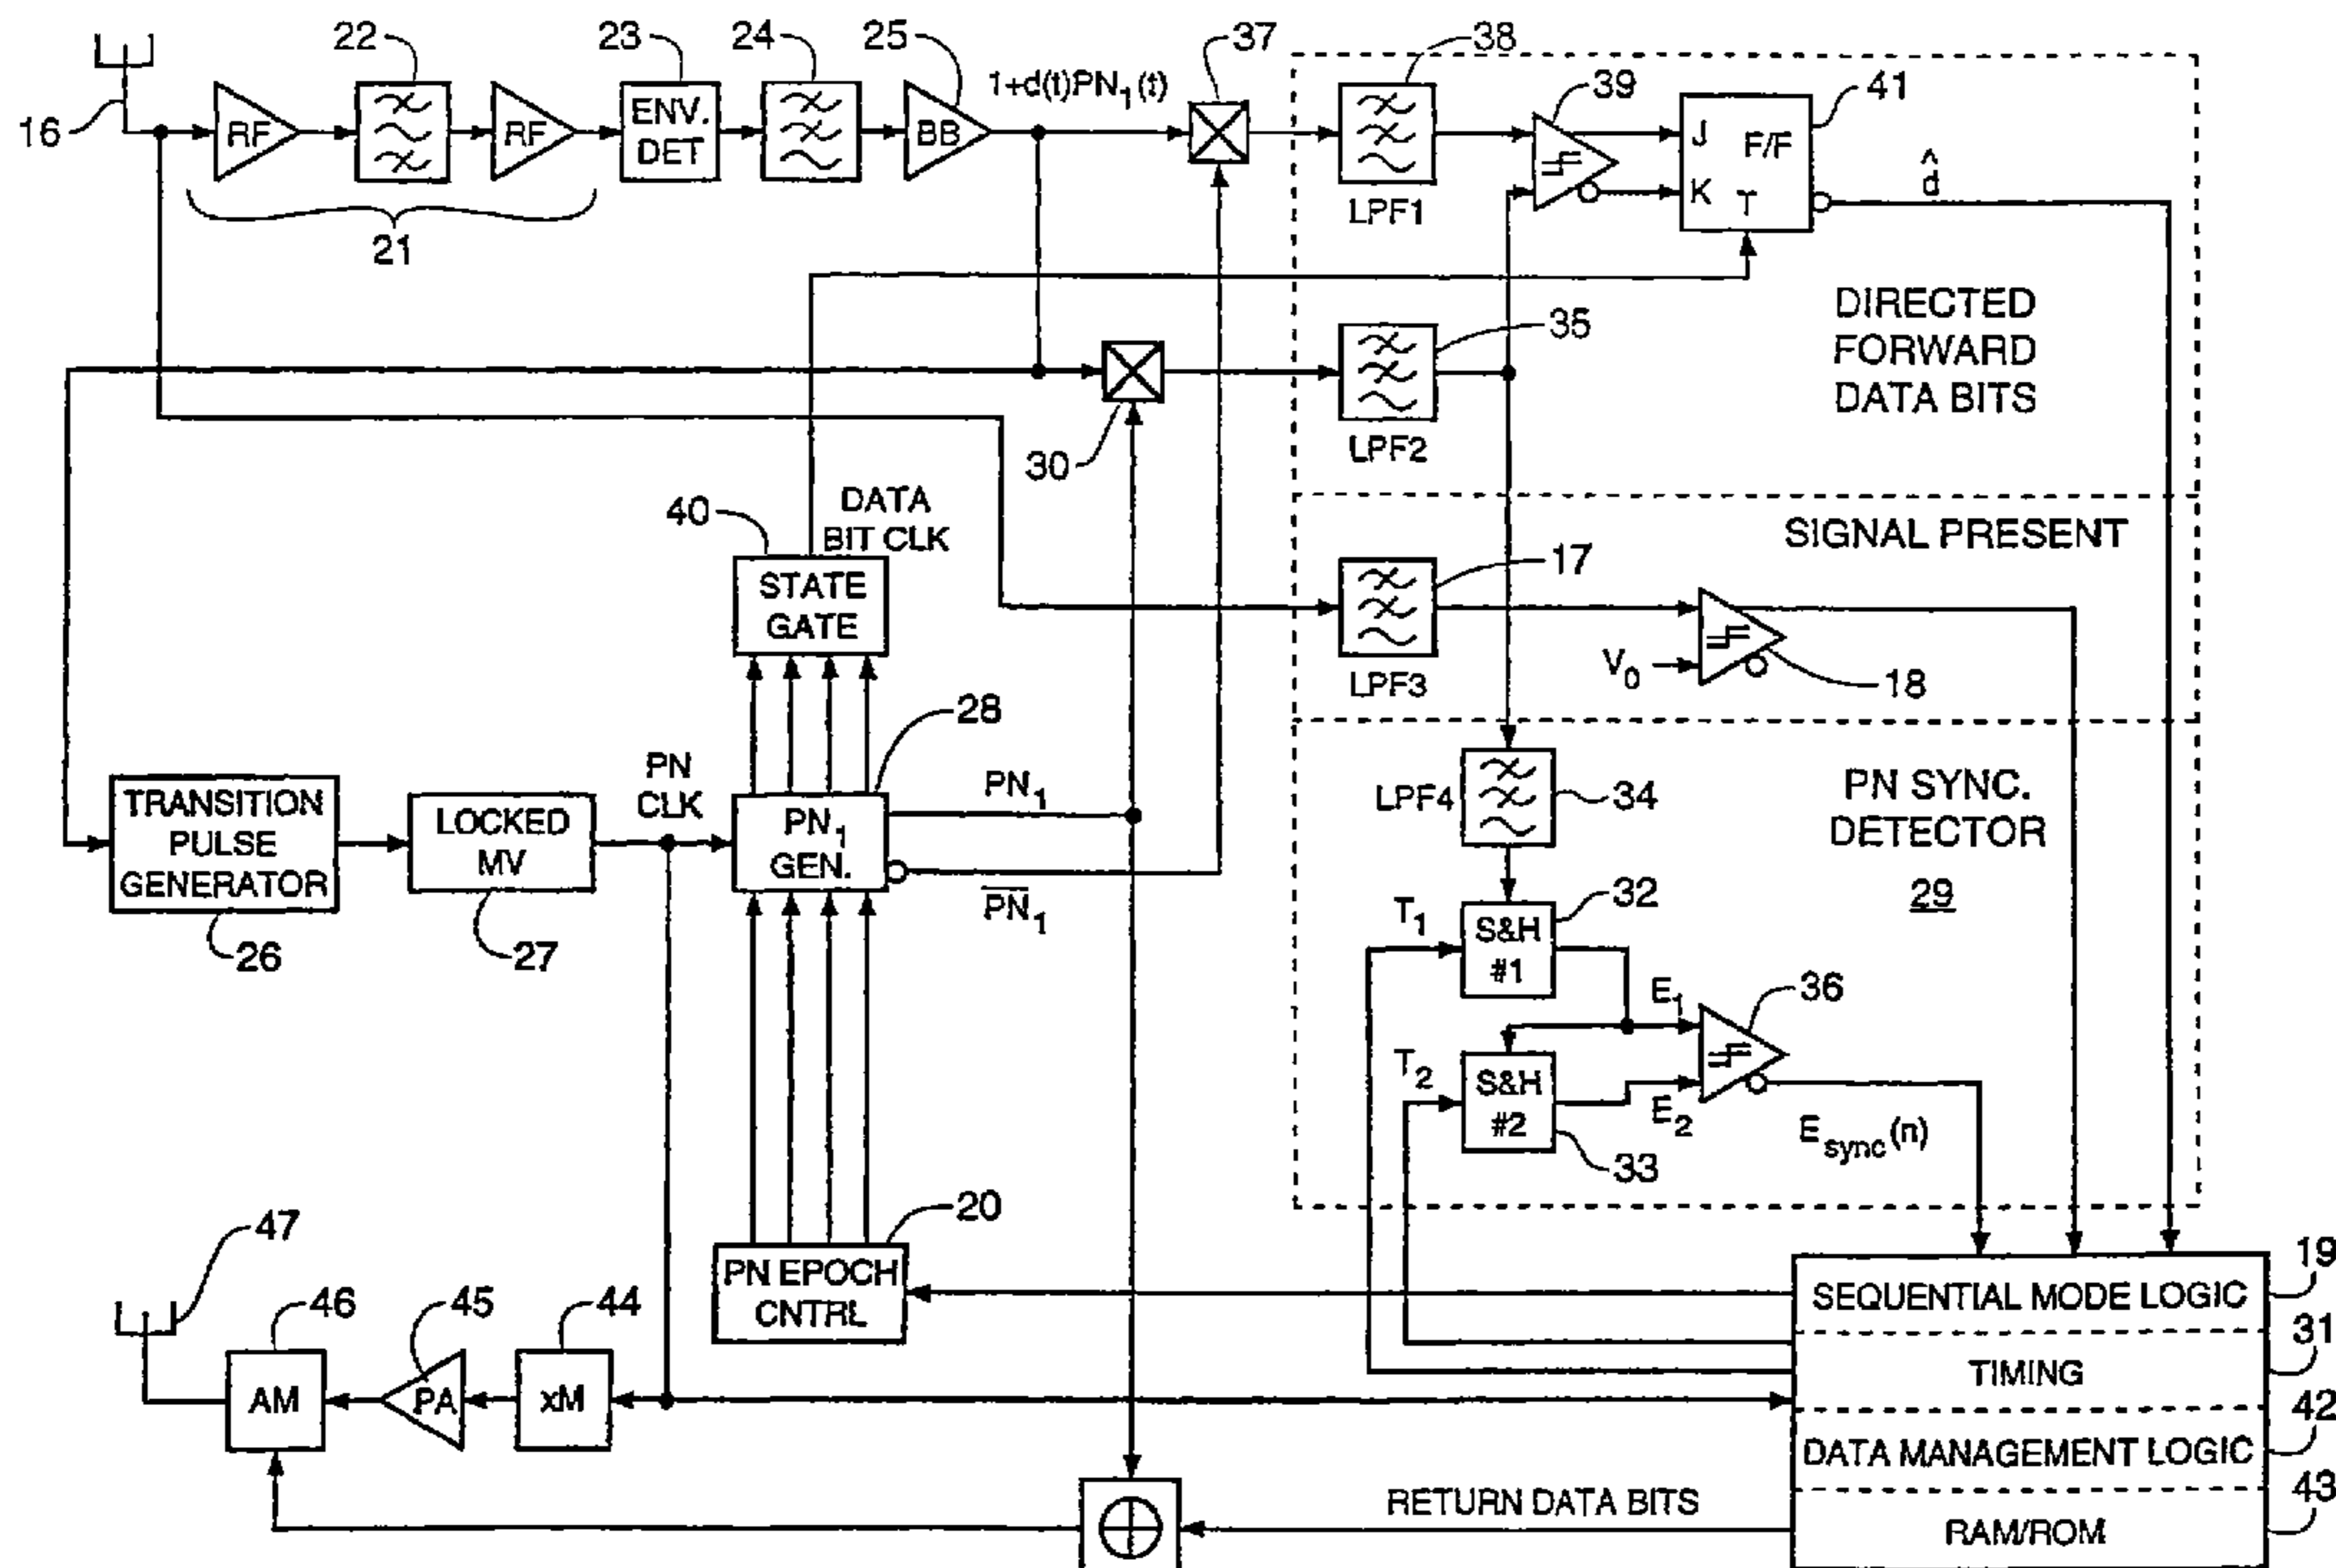 22
23
24
25
37
38
39
41
16
RF
RF
ENV.
DET
BB
1+d(t)PN₁(t)
J
F/F
K
T
d̂
LPF1
21
DIRECTED
FORWARD
DATA BITS
35
30
LPF2
40
DATA
BIT CLK
SIGNAL PRESENT
17
STATE
GATE
V₀
18
LPF3
28
PN
CLK
PN₁
TRANSITION
PULSE
GENERATOR
LOCKED
MV
PN₁
GEN.
P̅N̅₁
26
27
LPF4
34
PN SYNC.
DETECTOR
29
T₁
S&H
#1
32
E₁
36
T₂
S&H
#2
E₂
33
Eₛᵧₙ꜀(n)
20
PN EPOCH
CNTRL
47
46
45
44
AM
PA
xM
SEQUENTIAL MODE LOGIC
19
TIMING
31
DATA MANAGEMENT LOGIC
42
RAM/ROM
43
RETURN DATA BITS